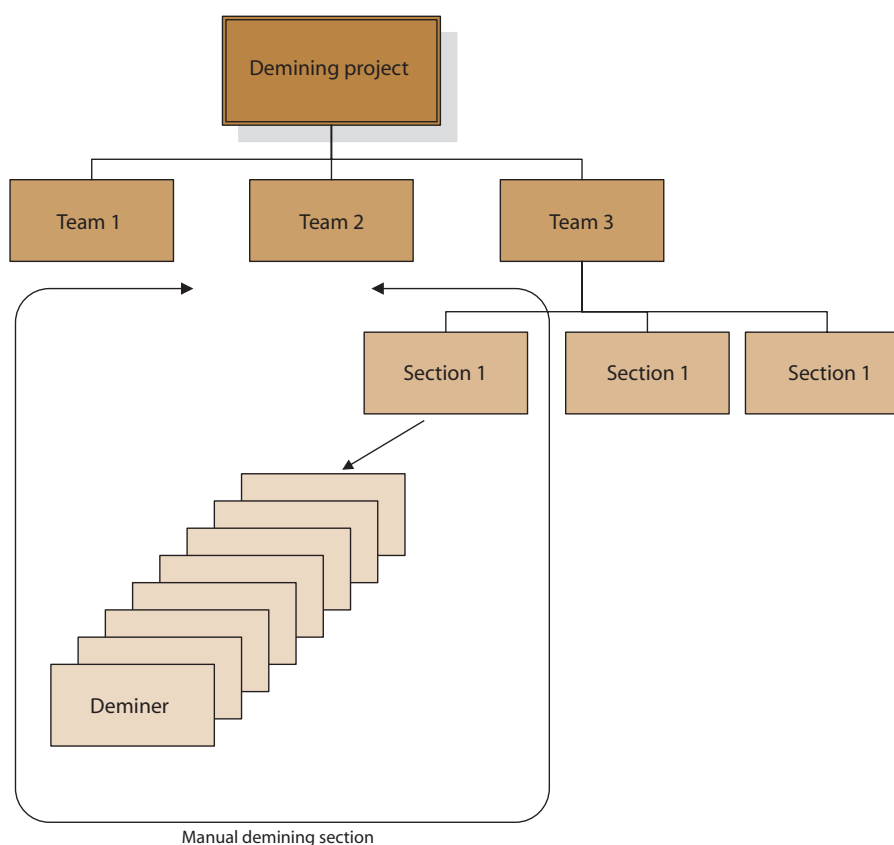 Demining project
Team 1
Team 2
Team 3
Section 1
Section 1
Section 1
Deminer
Manual demining section